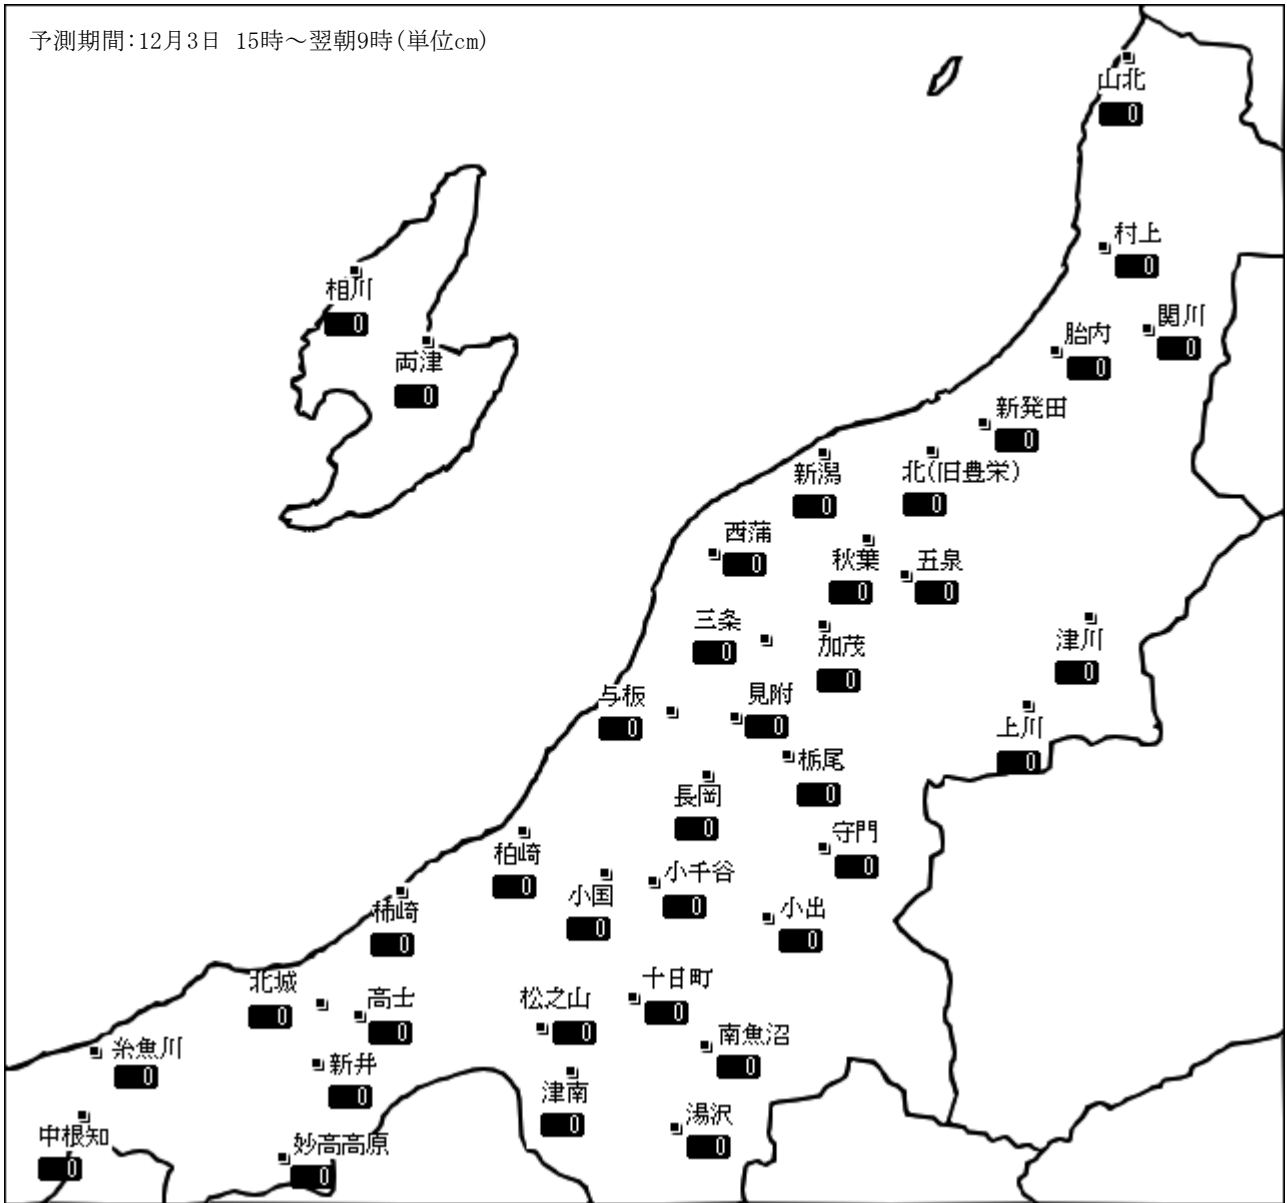 予測期間:12月3日 15時～翌朝9時(単位cm)
山北
0
村上
0
相川
0
関川
0
胎内
0
両津
0
新発田
0
新潟
0
北(旧豊栄)
0
西蒲
0
秋葉
0
五泉
0
三条
0
加茂
0
津川
0
与板
0
見附
0
上川
0
栃尾
0
長岡
0
守門
0
柏崎
0
小千谷
0
小国
0
小出
0
柿崎
0
北城
0
高士
0
松之山
0
十日町
0
南魚沼
0
糸魚川
0
新井
0
津南
0
湯沢
0
中根知
0
妙高高原
0